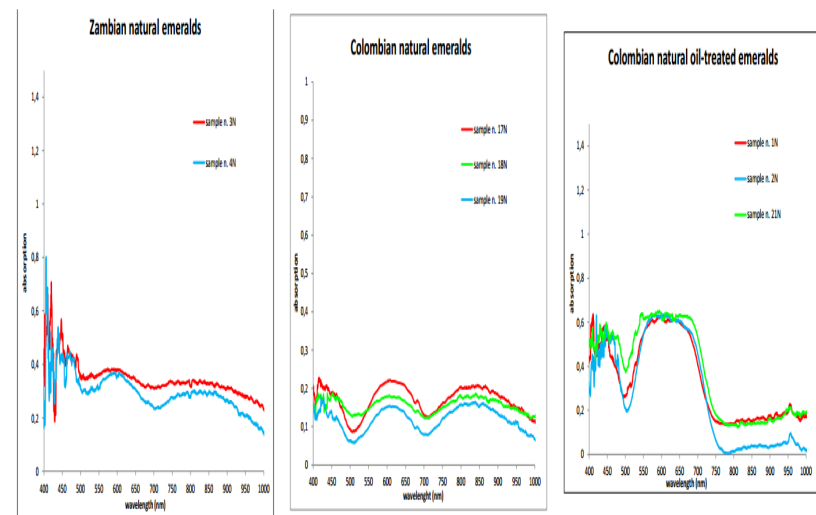 Zambian natural emeralds
1,4
1,2
1
0,8
0,6
0,4
0,2
0
absorption
sample n. 3N
sample n. 4N
400 450 500 550 600 650 700 750 800 850 900 950 1000
wavelength (nm)
Colombian natural emeralds
1
0,9
0,8
0,7
0,6
0,5
0,4
0,3
0,2
0,1
0
absorption
sample n. 17N
sample n. 18N
sample n. 19N
400 450 500 550 600 650 700 750 800 850 900 950 1000
wavelenght (nm)
Colombian natural oil-treated emeralds
1,4
1,2
1
0,8
0,6
0,4
0,2
0
absorption
sample n. 1N
sample n. 2N
sample n. 21N
400 450 500 550 600 650 700 750 800 850 900 950 1000
wavelength (nm)